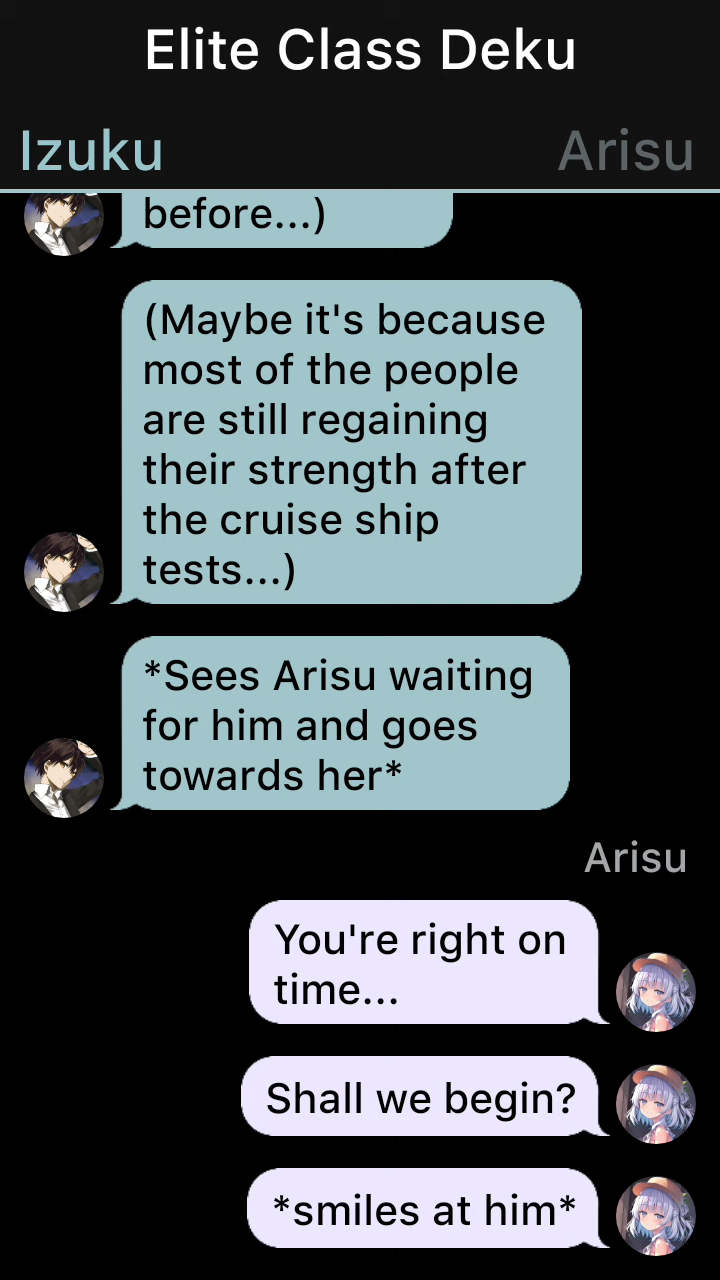 Elite Class Deku
Izuku Arisu
before...)
(Maybe it's because
most of the people
are still regaining
their strength after
the cruise ship
tests...)
*Sees Arisu waiting
for him and goes
towards her*
Arisu
You're right on
time...
Shall we begin?
*smiles at him*